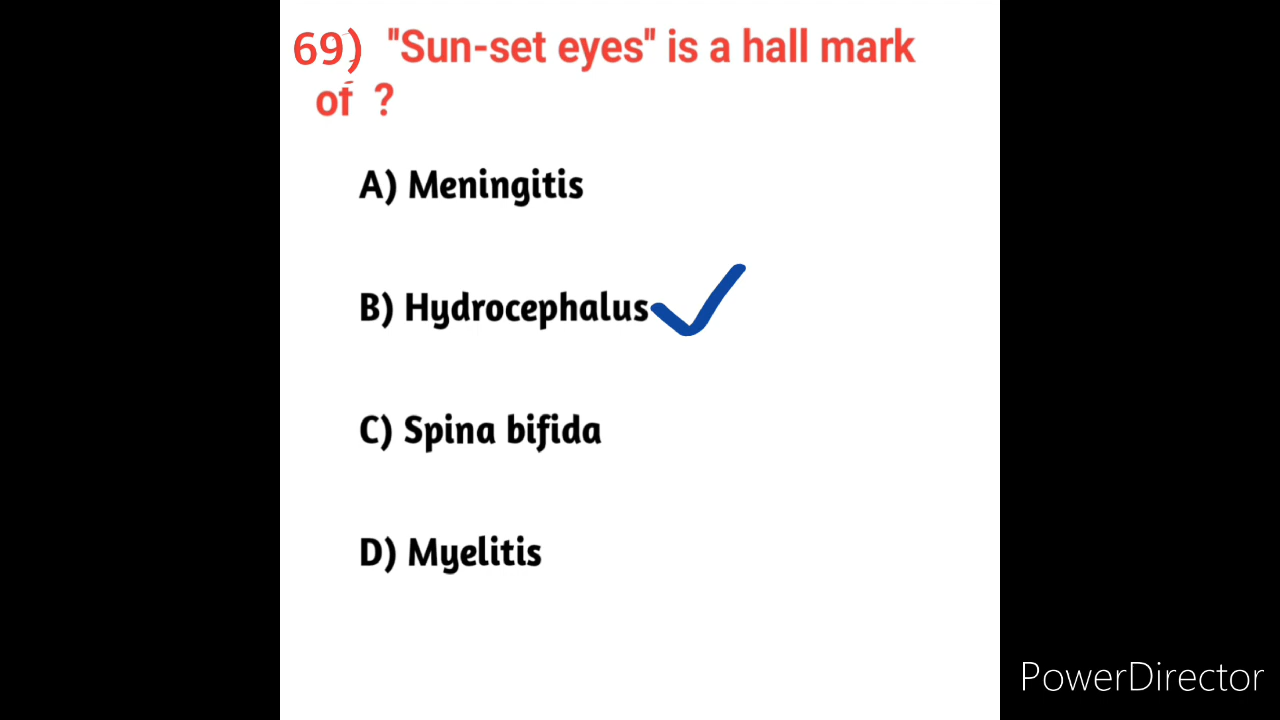 69) "Sun-set eyes" is a hall mark
of ?
A) Meningitis
B) Hydrocephalus
C) Spina bifida
D) Myelitis
PowerDirector